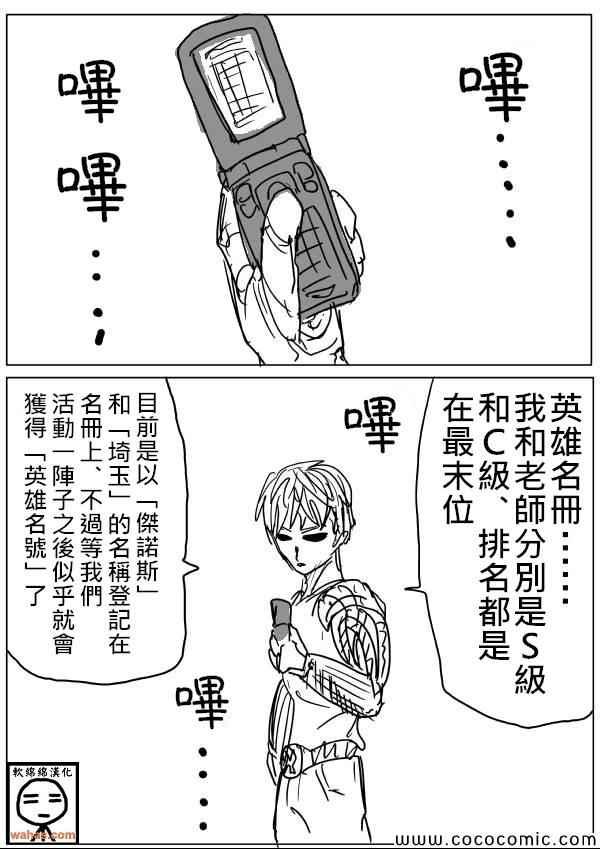 嗶……
嗶
嗶……
英雄名冊……
我和老師分別是Ｓ級
和Ｃ級、排名都是
在最末位
嗶
目前是以「傑諾斯」
和「埼玉」的名稱登記在
名冊上、不過等我們
活動一陣子之後似乎就會
獲得「英雄名號」了
嗶……
軟綿綿漢化
www.cococomic.com